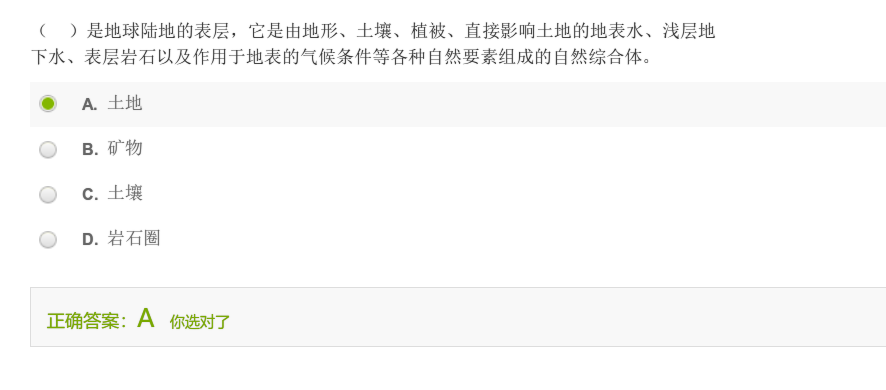 （　）是地球陆地的表层，它是由地形、土壤、植被、直接影响土地的地表水、浅层地
下水、表层岩石以及作用于地表的气候条件等各种自然要素组成的自然综合体。
A. 土地
B. 矿物
C. 土壤
D. 岩石圈
正确答案：A 你选对了